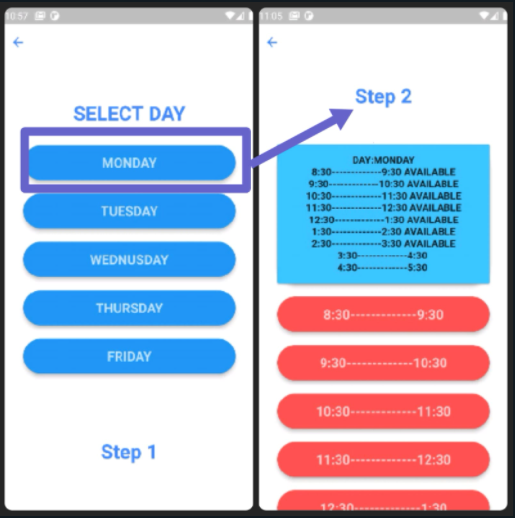 10:57
SELECT DAY
MONDAY
TUESDAY
WEDNUSDAY
THURSDAY
FRIDAY
Step 1
11:05
Step 2
DAY:MONDAY
8:30-------------9:30 AVAILABLE
9:30-------------10:30 AVAILABLE
10:30-------------11:30 AVAILABLE
11:30-------------12:30 AVAILABLE
12:30-------------1:30 AVAILABLE
1:30-------------2:30 AVAILABLE
2:30-------------3:30 AVAILABLE
3:30-------------4:30
4:30-------------5:30
8:30-------------9:30
9:30-------------10:30
10:30-------------11:30
11:30-------------12:30
12:30-------------1:30